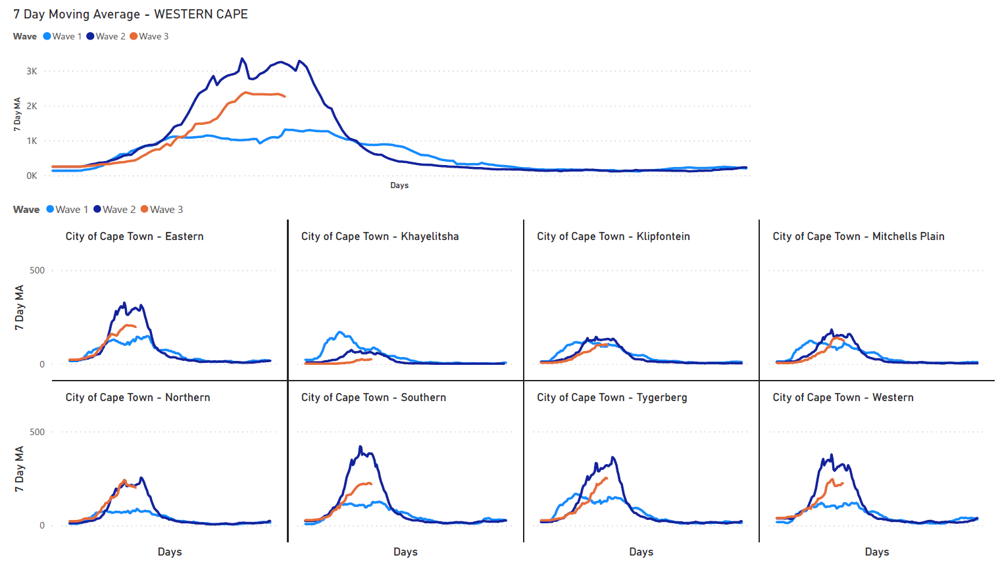 7 Day Moving Average - WESTERN CAPE
Wave Wave 1 Wave 2 Wave 3
3K
2K
1K
0K
7 Day MA
Days
Wave Wave 1 Wave 2 Wave 3
City of Cape Town - Eastern
City of Cape Town - Khayelitsha
City of Cape Town - Klipfontein
City of Cape Town - Mitchells Plain
500
0
7 Day MA
City of Cape Town - Northern
City of Cape Town - Southern
City of Cape Town - Tygerberg
City of Cape Town - Western
500
0
7 Day MA
Days
Days
Days
Days